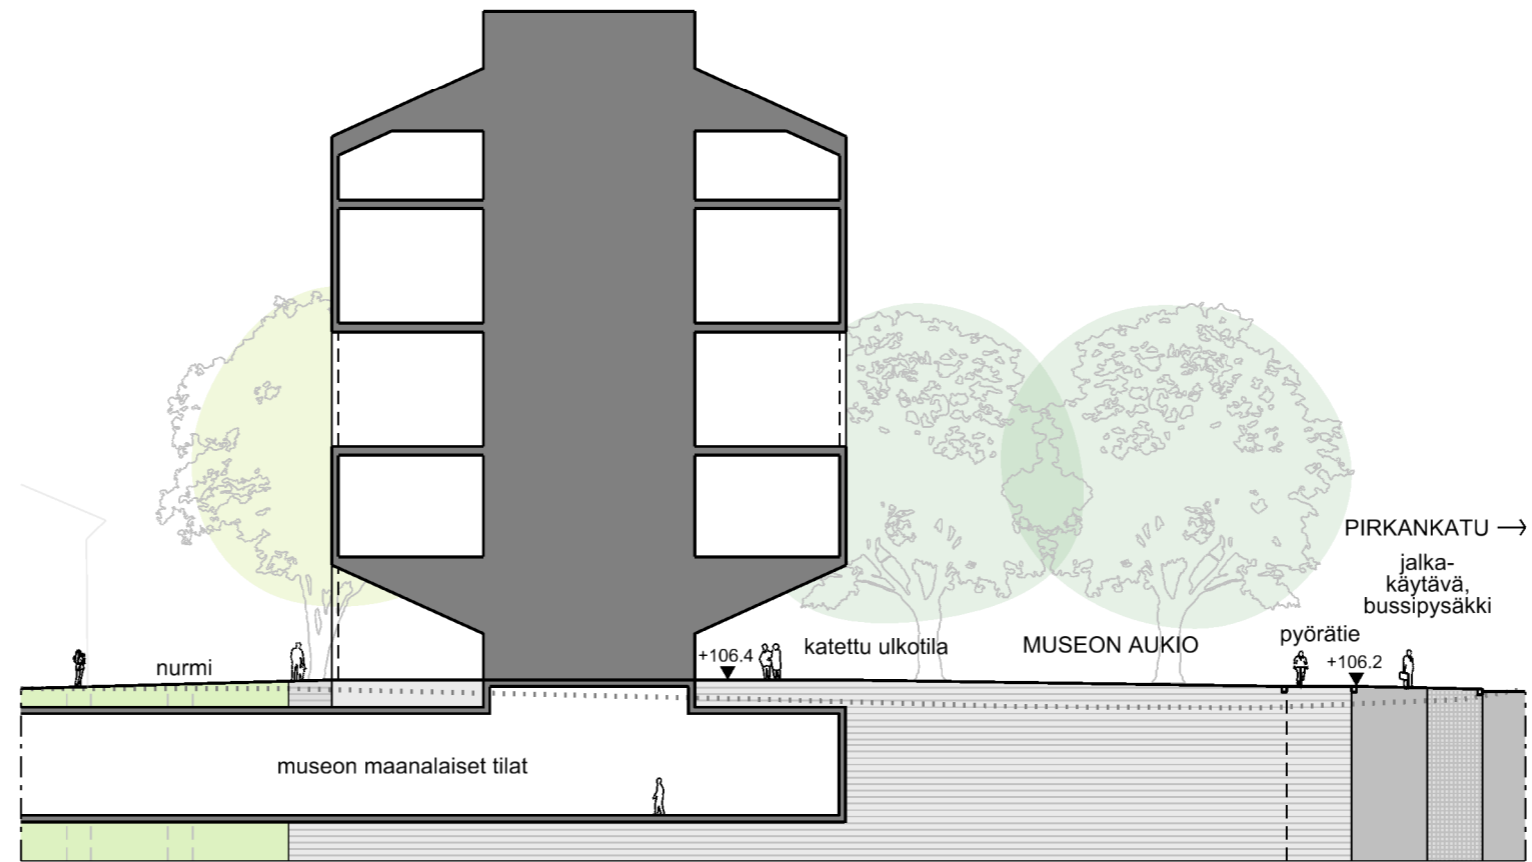 PIRKANKATU →
jalka-
käytävä,
bussipysäkki
pyörätie
MUSEON AUKIO
katettu ulkotila
+106.4
+106.2
nurmi
museon maanalaiset tilat